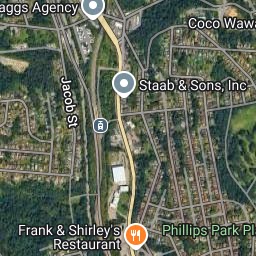 aggs Agency
Coco Wawa
Staab & Sons, Inc
Jacob St
Frank & Shirley's
Restaurant
Phillips Park Pl